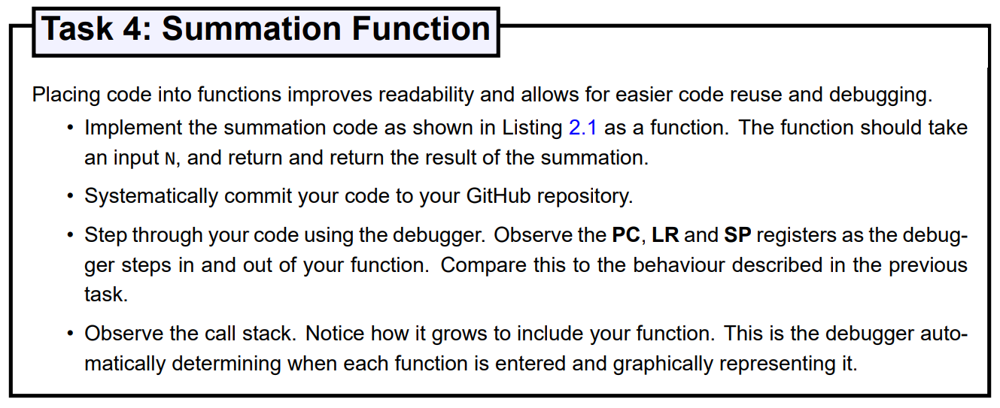 Task 4: Summation Function
Placing code into functions improves readability and allows for easier code reuse and debugging.
• Implement the summation code as shown in Listing 2.1 as a function. The function should take
an input N, and return and return the result of the summation.
• Systematically commit your code to your GitHub repository.
• Step through your code using the debugger. Observe the PC, LR and SP registers as the debug-
ger steps in and out of your function. Compare this to the behaviour described in the previous
task.
• Observe the call stack. Notice how it grows to include your function. This is the debugger auto-
matically determining when each function is entered and graphically representing it.